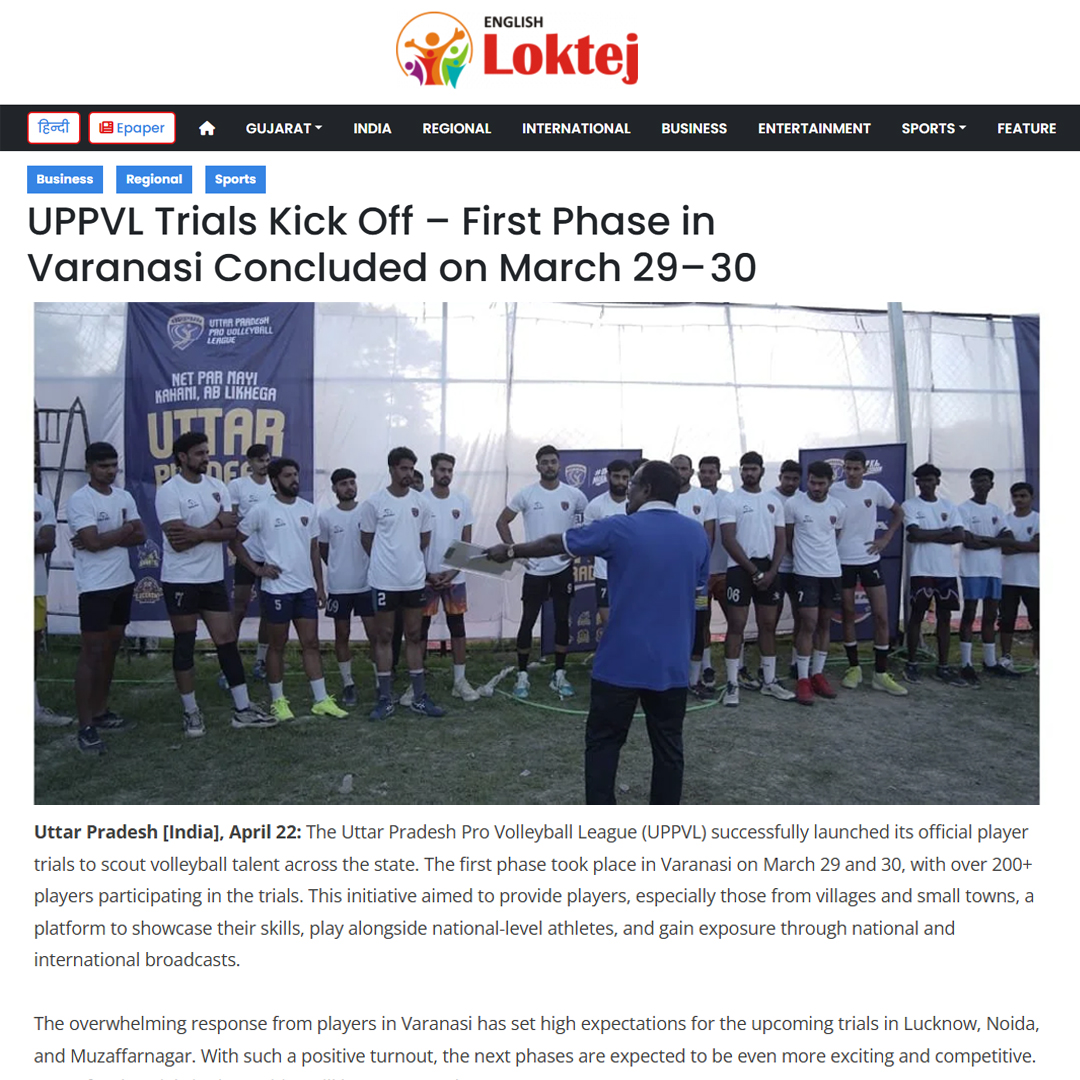 ENGLISH
Loktej
हिन्दी
Epaper
GUJARAT
INDIA
REGIONAL
INTERNATIONAL
BUSINESS
ENTERTAINMENT
SPORTS
FEATURE
Business
Regional
Sports
UPPVL Trials Kick Off – First Phase in
Varanasi Concluded on March 29–30
UTTAR PRADESH
PRO VOLLEYBALL
LEAGUE
NET PAR NAYI
KAHANI, AB LIKHEGA
UTTAR
7
5
09
2
7
06
7
Uttar Pradesh [India], April 22: The Uttar Pradesh Pro Volleyball League (UPPVL) successfully launched its official player
trials to scout volleyball talent across the state. The first phase took place in Varanasi on March 29 and 30, with over 200+
players participating in the trials. This initiative aimed to provide players, especially those from villages and small towns, a
platform to showcase their skills, play alongside national-level athletes, and gain exposure through national and
international broadcasts.
The overwhelming response from players in Varanasi has set high expectations for the upcoming trials in Lucknow, Noida,
and Muzaffarnagar. With such a positive turnout, the next phases are expected to be even more exciting and competitive.